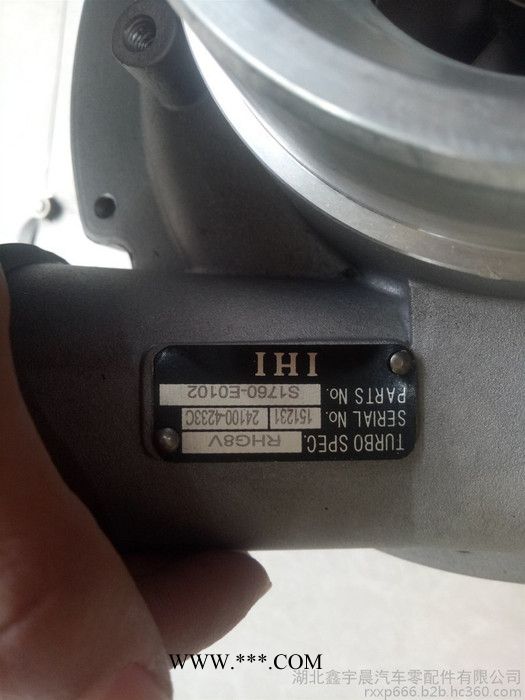 TURBO SPEC. RHG8V
SERIAL No. 151231 24100-4233C
PARTS No. S1760-E0102
IHI
WWW.***.COM
湖北鑫宇晨汽车零配件有限公司
rxxp666.b2b.hc360.com